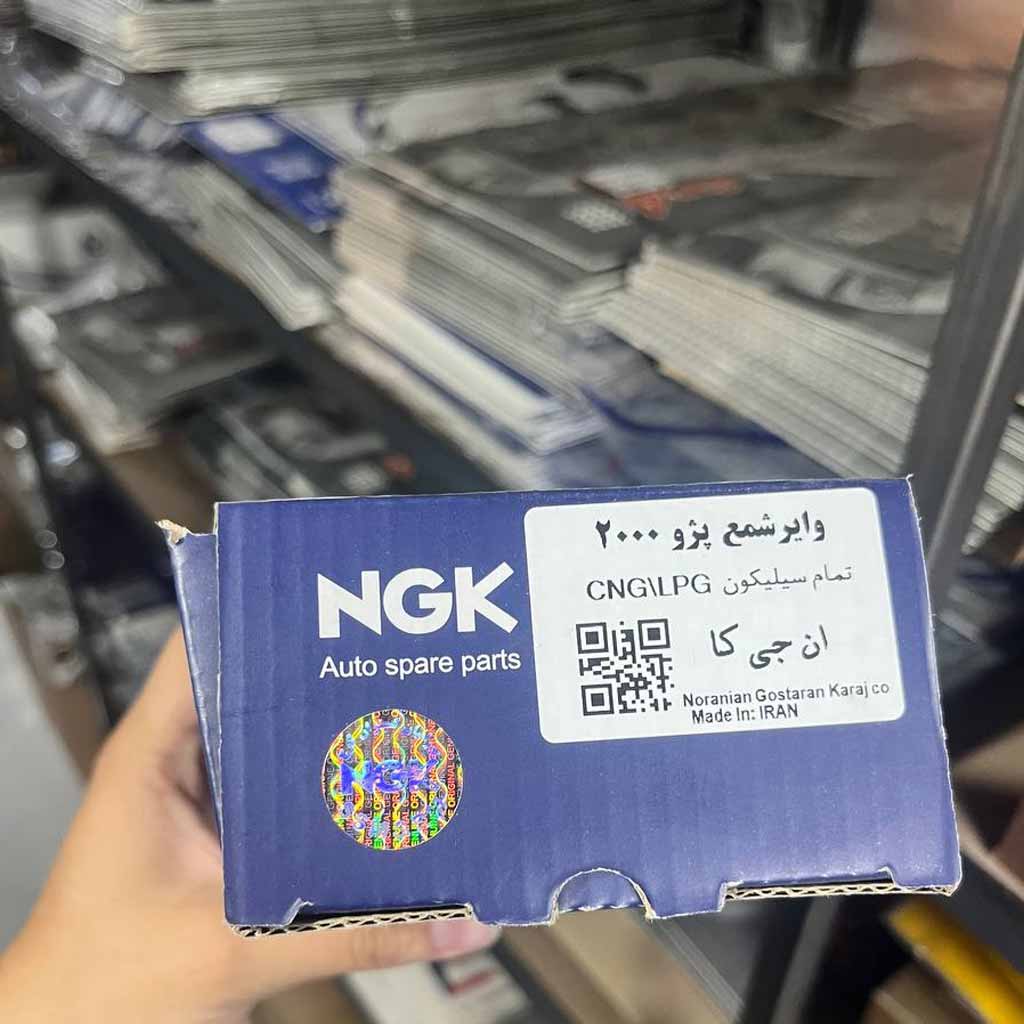 NGK
Auto spare parts
وایرشمع پژو ۲۰۰۰
تمام سیلیکون CNG\LPG
ان جی کا
Noranian Gostaran Karaj co
Made In: IRAN
NGK